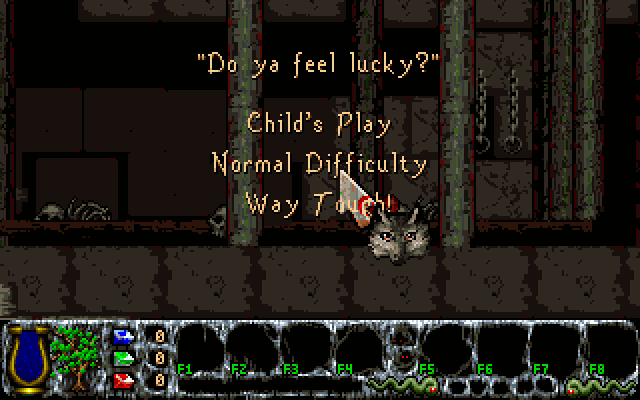 "Do ya feel lucky?"
Child's Play
Normal Difficulty
Way Tough!
0
0
0
F1 F2 F3 F4 F5 F6 F7 F8